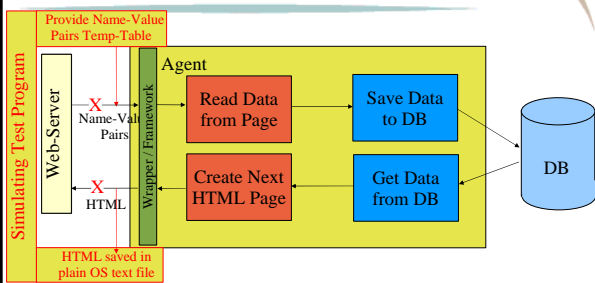 Provide Name-Value
Pairs Temp-Table
Simulating Test Program
Web-Server
X
Name-Val
Pairs
X
HTML
Wrapper / Framework
Agent
Read Data
from Page
Save Data
to DB
Create Next
HTML Page
Get Data
from DB
DB
HTML saved in
plain OS text file